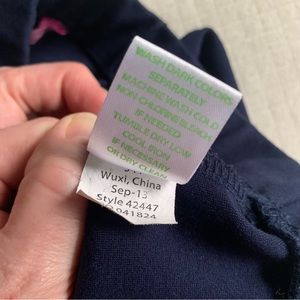 WASH DARK COLORS
SEPARATELY
MACHINE WASH COLD
NON CHLORINE BLEACH
IF NEEDED
TUMBLE DRY LOW
COOL IRON
IF NECESSARY
OR DRY CLEAN
Wuxi, China
Sep-13
Style 42447
041824